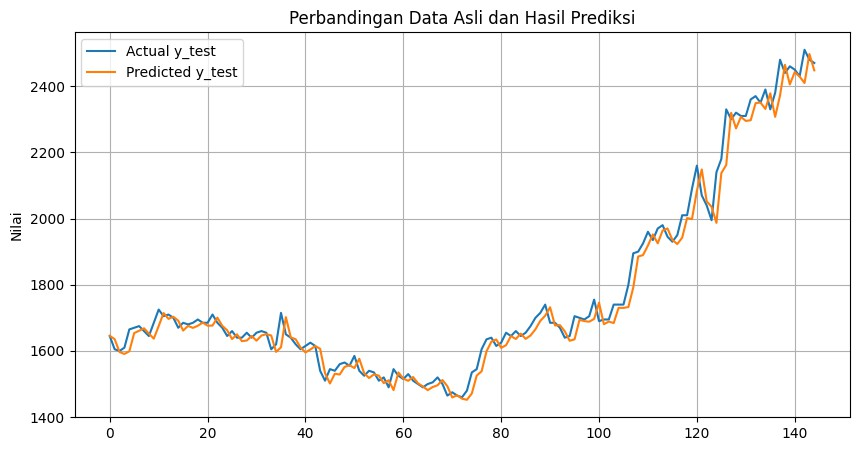 Perbandingan Data Asli dan Hasil Prediksi
Actual y_test
Predicted y_test
Nilai
2400
2200
2000
1800
1600
1400
0 20 40 60 80 100 120 140